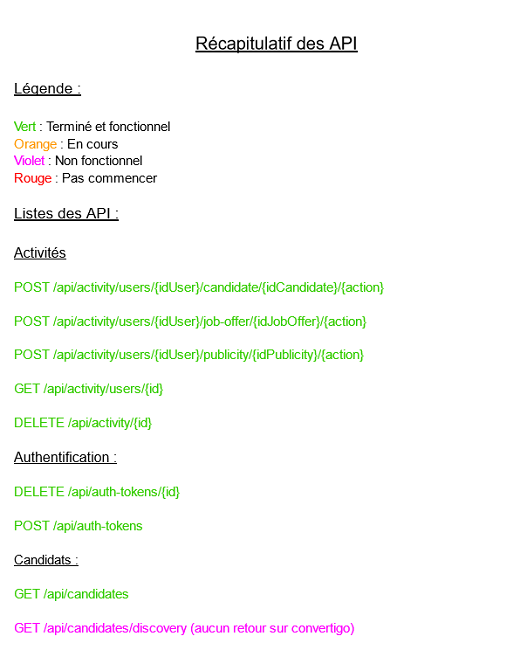 Récapitulatif des API
Légende :
Vert : Terminé et fonctionnel
Orange : En cours
Violet : Non fonctionnel
Rouge : Pas commencer
Listes des API :
Activités
POST /api/activity/users/{idUser}/candidate/{idCandidate}/{action}
POST /api/activity/users/{idUser}/job-offer/{idJobOffer}/{action}
POST /api/activity/users/{idUser}/publicity/{idPublicity}/{action}
GET /api/activity/users/{id}
DELETE /api/activity/{id}
Authentification :
DELETE /api/auth-tokens/{id}
POST /api/auth-tokens
Candidats :
GET /api/candidates
GET /api/candidates/discovery (aucun retour sur convertigo)